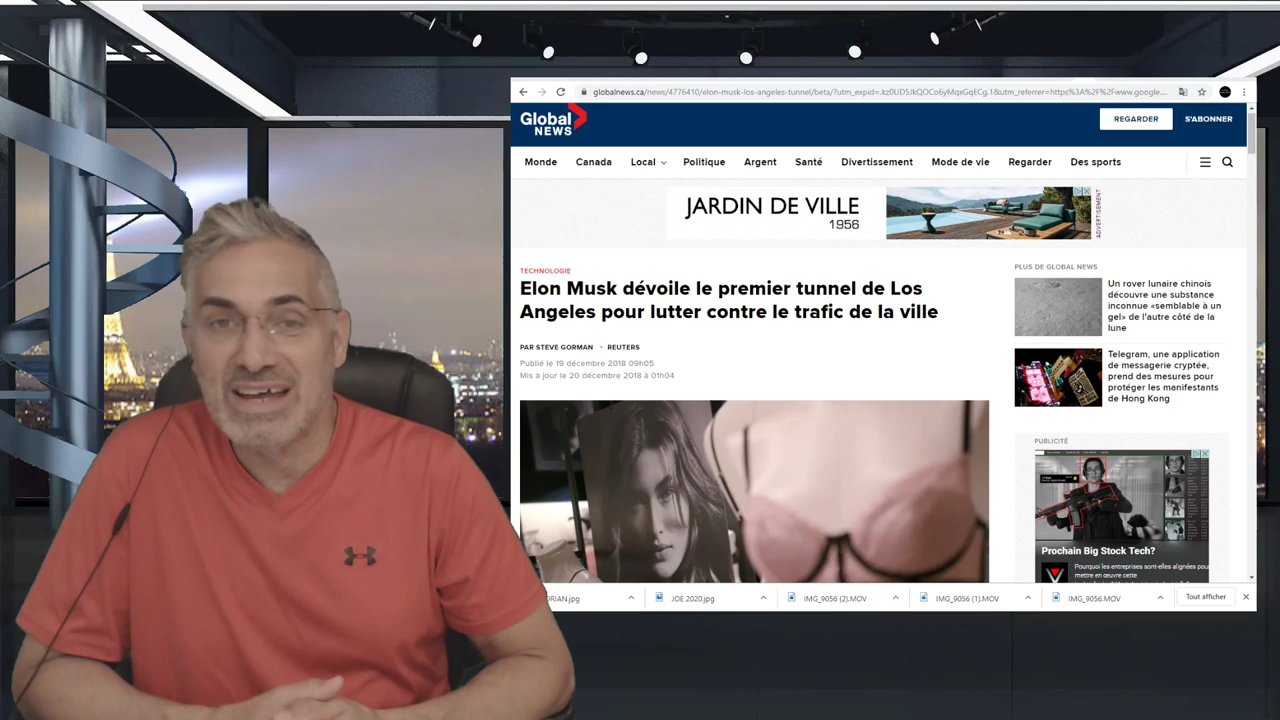 globalnews.ca/news/4776410/elon-musk-los-angeles-tunnel/beta/?utm_expid=.kz0UD5JkQOCo6yMqxGqECg.1&utm_referrer=https%3A%2F%2Fwww.google....
Global
NEWS
REGARDER
S'ABONNER
Monde
Canada
Local
Politique
Argent
Santé
Divertissement
Mode de vie
Regarder
Des sports
JARDIN DE VILLE
1956
ADVERTISEMENT
TECHNOLOGIE
Elon Musk dévoile le premier tunnel de Los
Angeles pour lutter contre le trafic de la ville
PAR STEVE GORMAN • REUTERS
Publié le 19 décembre 2018 09h05
Mis à jour le 20 décembre 2018 à 01h04
PLUS DE GLOBAL NEWS
Un rover lunaire chinois
découvre une substance
inconnue «semblable à un
gel» de l'autre côté de la
lune
Telegram, une application
de messagerie cryptée,
prend des mesures pour
protéger les manifestants
de Hong Kong
PUBLICITÉ
Prochain Big Stock Tech?
Pourquoi les entreprises sont-elles alignées pour
mettre en œuvre cette
DRIAN.jpg
JOE 2020.jpg
IMG_9056 (2).MOV
IMG_9056 (1).MOV
IMG_9056.MOV
Tout afficher